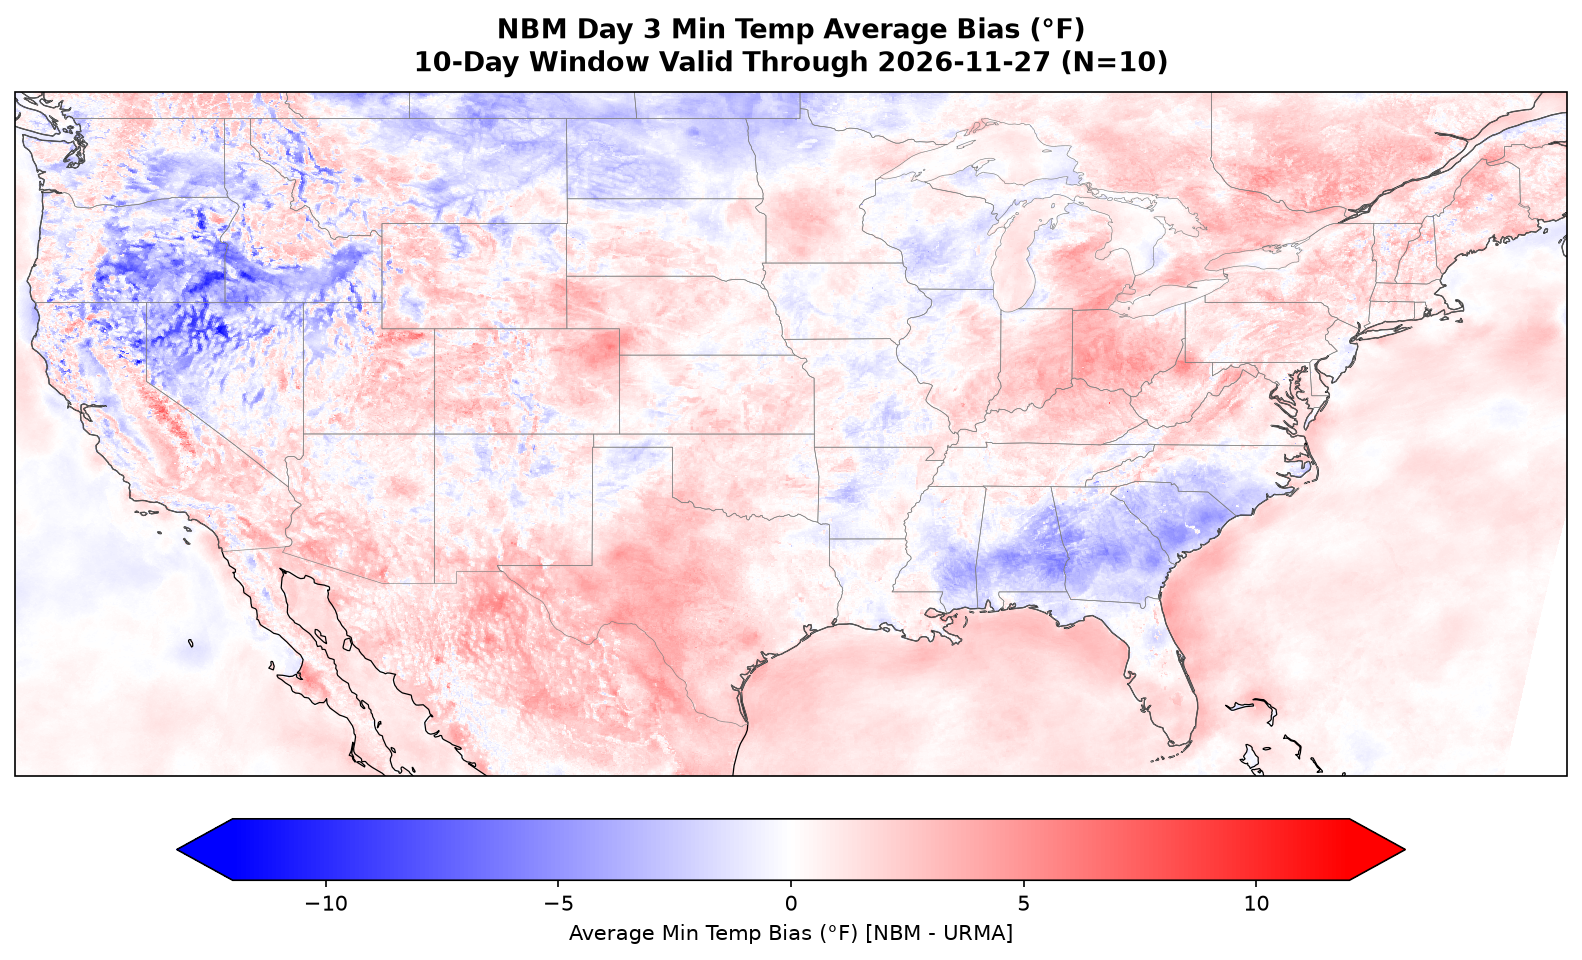 NBM Day 3 Min Temp Average Bias (°F)
10-Day Window Valid Through 2026-11-27 (N=10)
−10 −5 0 5 10
Average Min Temp Bias (°F) [NBM - URMA]